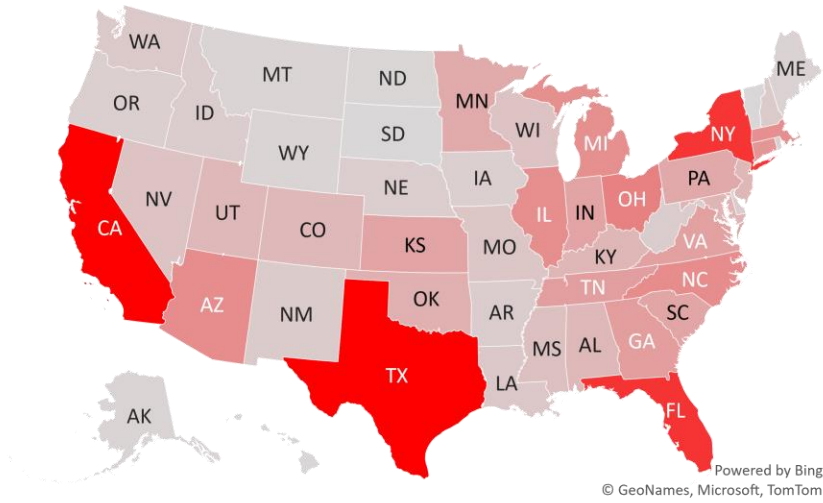 WA
MT
ND
ME
MN
OR
ID
WI
SD
MI
NY
WY
IA
PA
NE
NV
OH
IL
IN
UT
CO
CA
KS
MO
KY
VA
NC
TN
AZ
OK
NM
AR
SC
MS
AL
GA
TX
LA
FL
AK
Powered by Bing
© GeoNames, Microsoft, TomTom